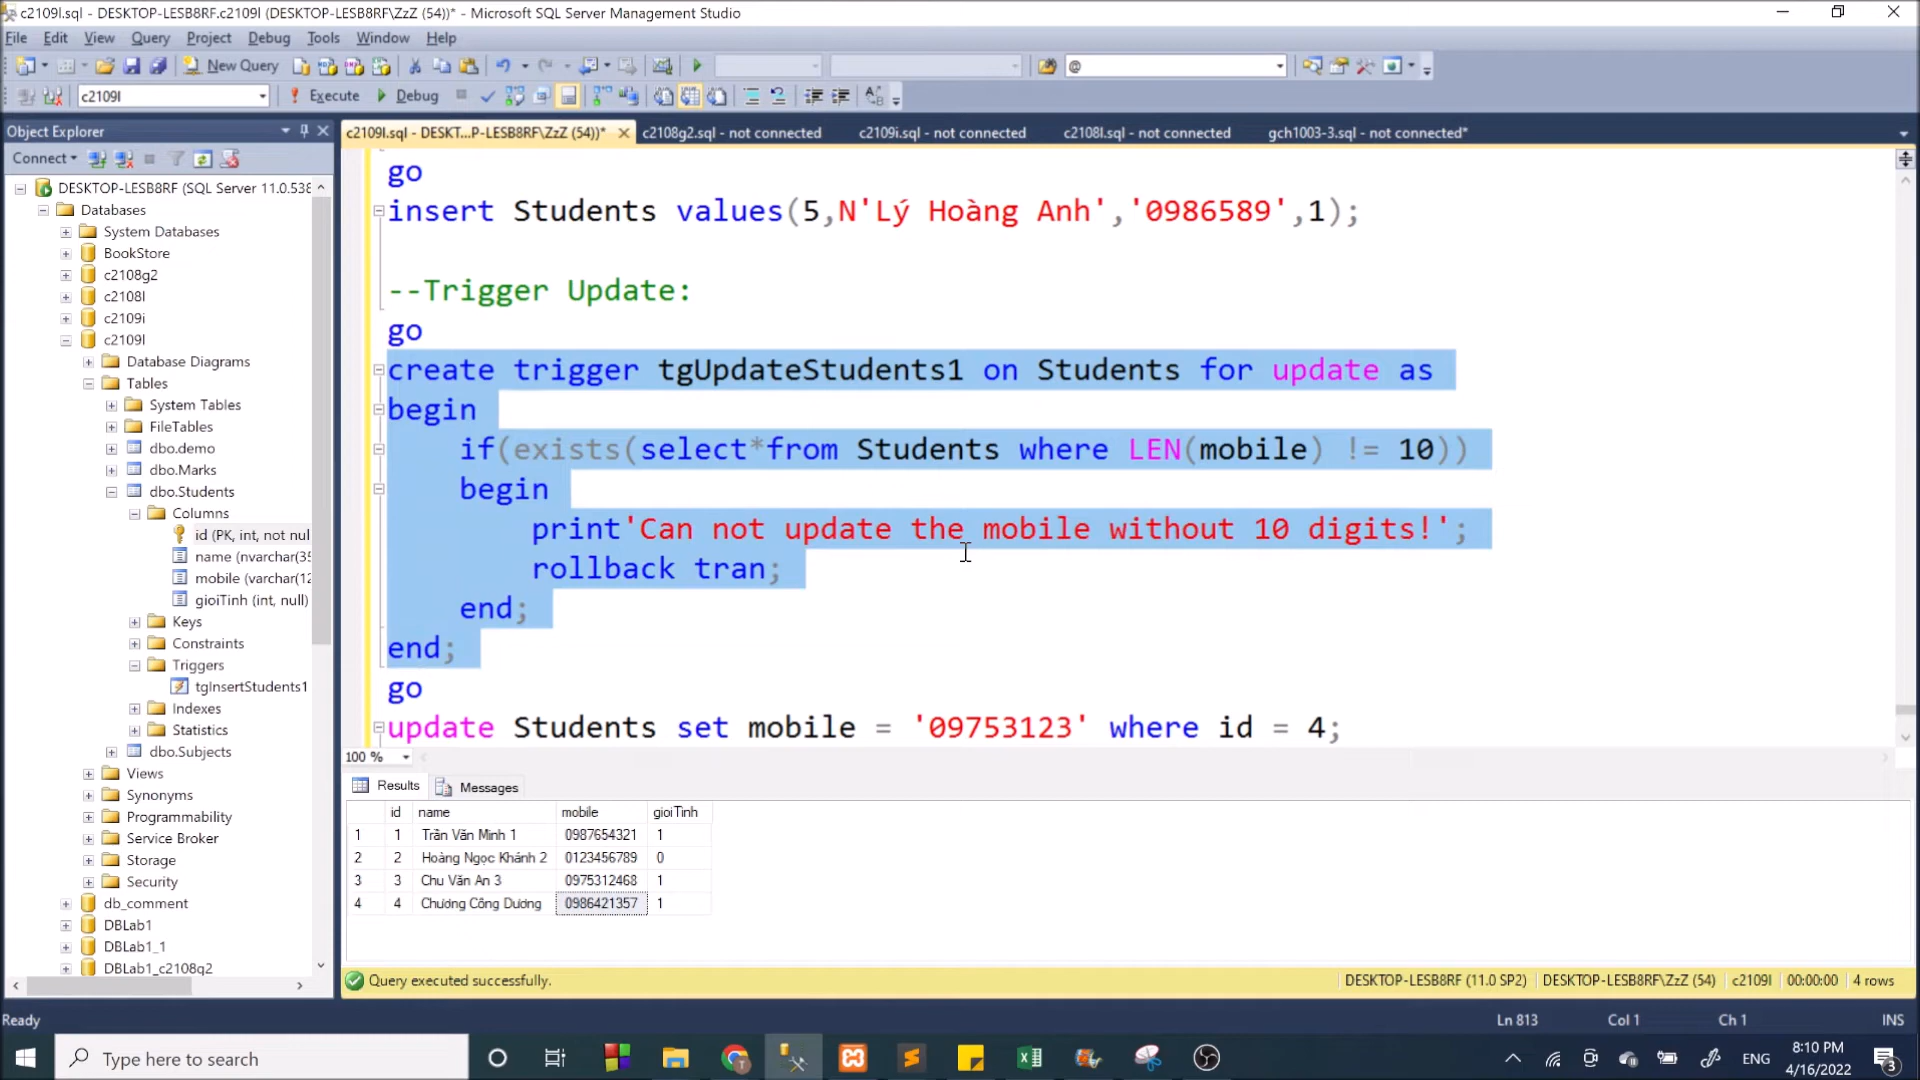 c2109l.sql - DESKTOP-LESB8RF.c2109l (DESKTOP-LESB8RF\ZzZ (54))* - Microsoft SQL Server Management Studio
File Edit View Query Project Debug Tools Window Help
New Query @
c2109l Execute Debug
Object Explorer
Connect
DESKTOP-LESB8RF (SQL Server 11.0.538
Databases
System Databases
BookStore
c2108g2
c2108l
c2109i
c2109l
Database Diagrams
Tables
System Tables
FileTables
dbo.demo
dbo.Marks
dbo.Students
Columns
id (PK, int, not nul
name (nvarchar(35
mobile (varchar(12
gioiTinh (int, null)
Keys
Constraints
Triggers
tgInsertStudents1
Indexes
Statistics
dbo.Subjects
Views
Synonyms
Programmability
Service Broker
Storage
Security
db_comment
DBLab1
DBLab1_1
DBLab1_c2108g2
c2109l.sql - DESKT...P-LESB8RF\ZzZ (54))* c2108g2.sql - not connected c2109i.sql - not connected c2108l.sql - not connected gch1003-3.sql - not connected*
go
insert Students values(5,N'Lý Hoàng Anh','0986589',1);
--Trigger Update:
go
create trigger tgUpdateStudents1 on Students for update as
begin
if(exists(select*from Students where LEN(mobile) != 10))
begin
print'Can not update the mobile without 10 digits!';
rollback tran;
end;
end;
go
update Students set mobile = '09753123' where id = 4;
100 %
Results Messages
id name mobile gioiTinh
1 1 Trần Văn Minh 1 0987654321 1
2 2 Hoàng Ngọc Khánh 2 0123456789 0
3 3 Chu Văn An 3 0975312468 1
4 4 Chương Công Dương 0986421357 1
Query executed successfully. DESKTOP-LESB8RF (11.0 SP2) DESKTOP-LESB8RF\ZzZ (54) c2109l 00:00:00 4 rows
Ready Ln 813 Col 1 Ch 1 INS
Type here to search ENG 8:10 PM
4/16/2022 3